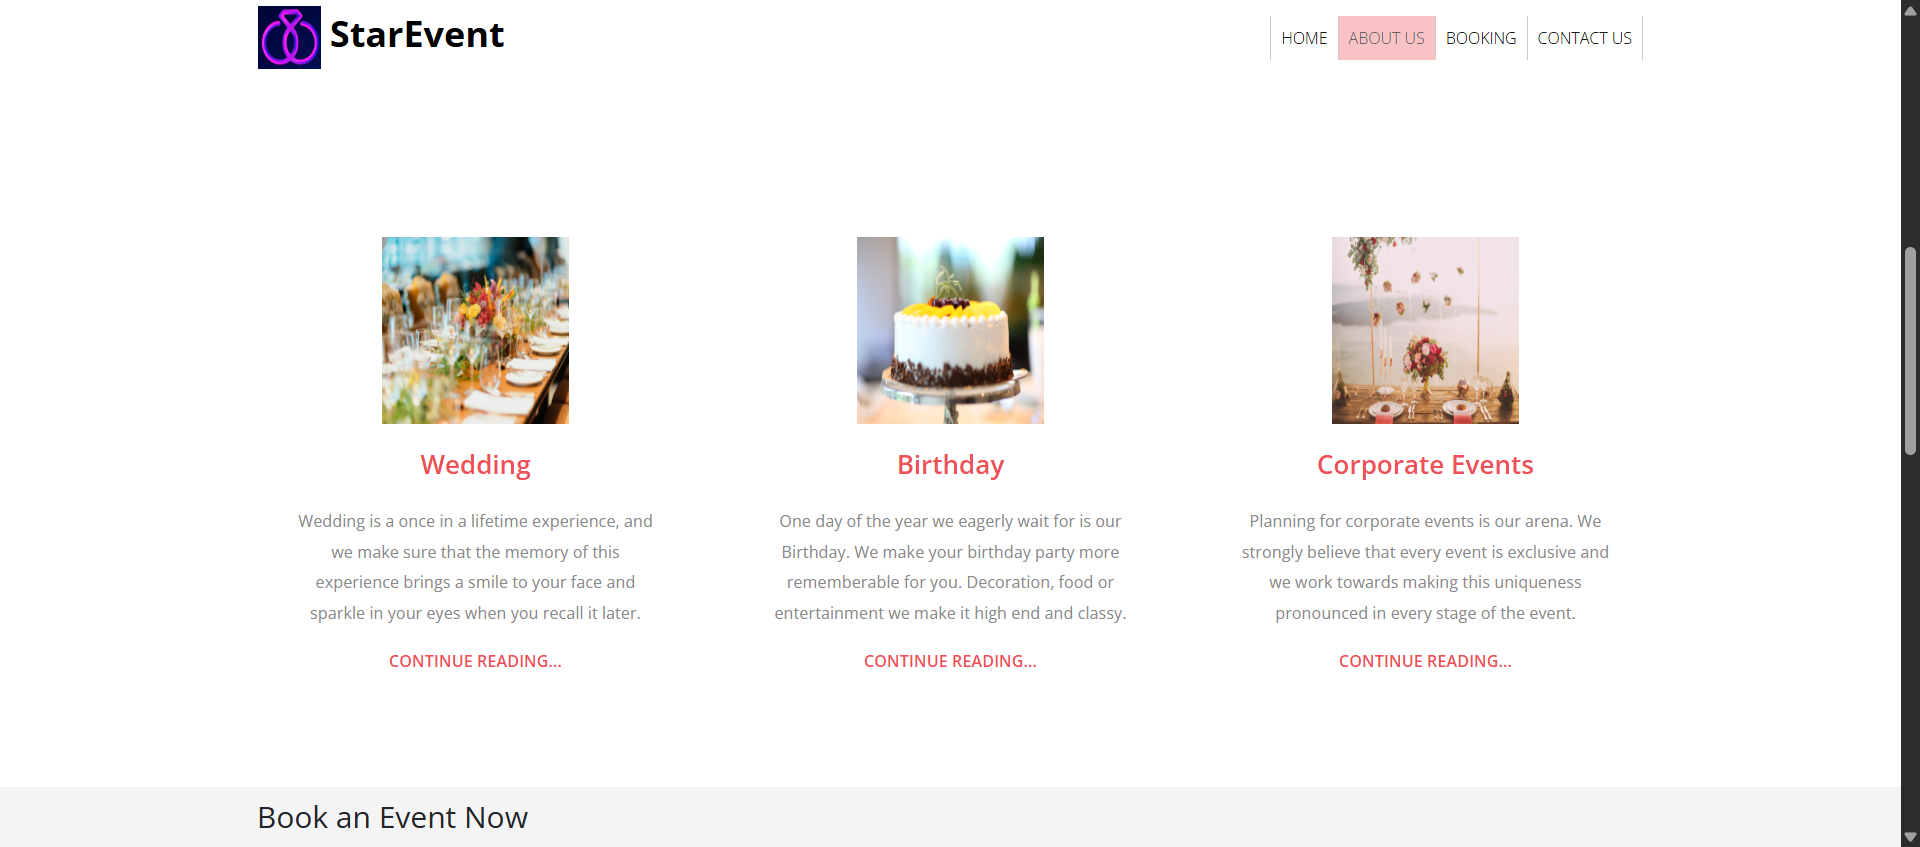 StarEvent
HOME
ABOUT US
BOOKING
CONTACT US
Wedding
Wedding is a once in a lifetime experience, and
we make sure that the memory of this
experience brings a smile to your face and
sparkle in your eyes when you recall it later.
CONTINUE READING...
Birthday
One day of the year we eagerly wait for is our
Birthday. We make your birthday party more
rememberable for you. Decoration, food or
entertainment we make it high end and classy.
CONTINUE READING...
Corporate Events
Planning for corporate events is our arena. We
strongly believe that every event is exclusive and
we work towards making this uniqueness
pronounced in every stage of the event.
CONTINUE READING...
Book an Event Now